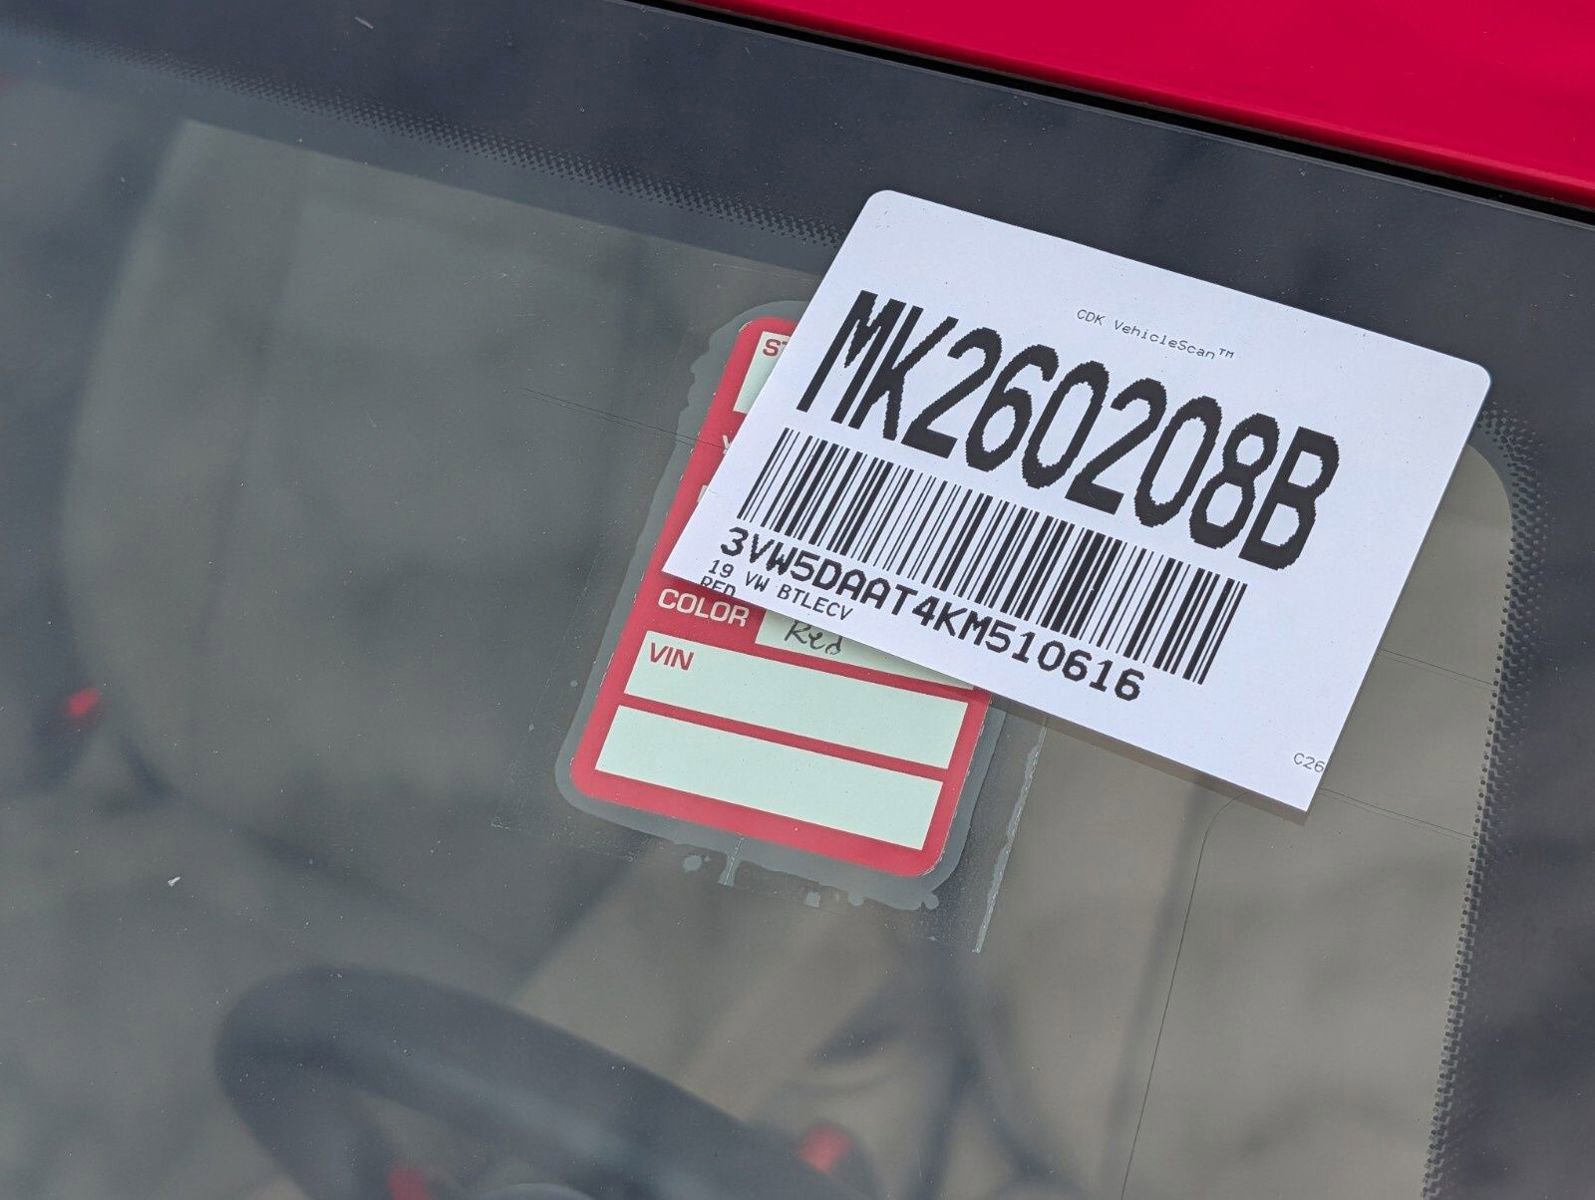 CDK VehicleScan™
MK260208B
3VW5DAAT4KM510616
19 VW BTLECV
RED
C26
COLOR Red
VIN